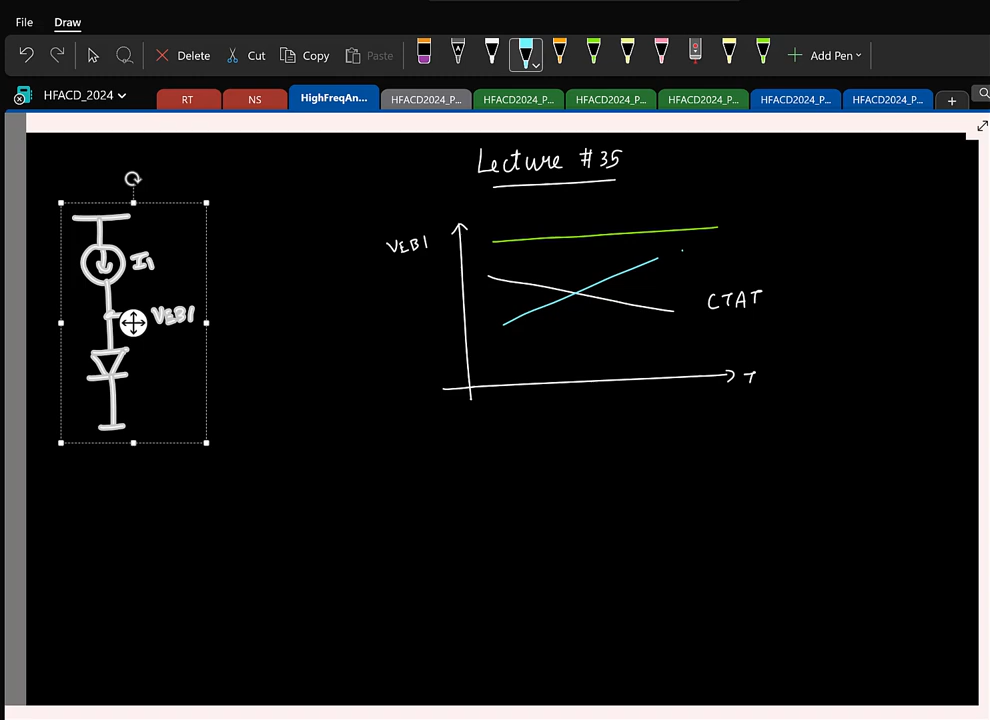 File Draw
Delete Cut Copy Paste Add Pen
HFACD_2024 RT NS HighFreqAn... HFACD2024_P... HFACD2024_P... HFACD2024_P... HFACD2024_P... HFACD2024_P... HFACD2024_P...
Lecture #35
VEB1
I1
CTAT
VEB1
T